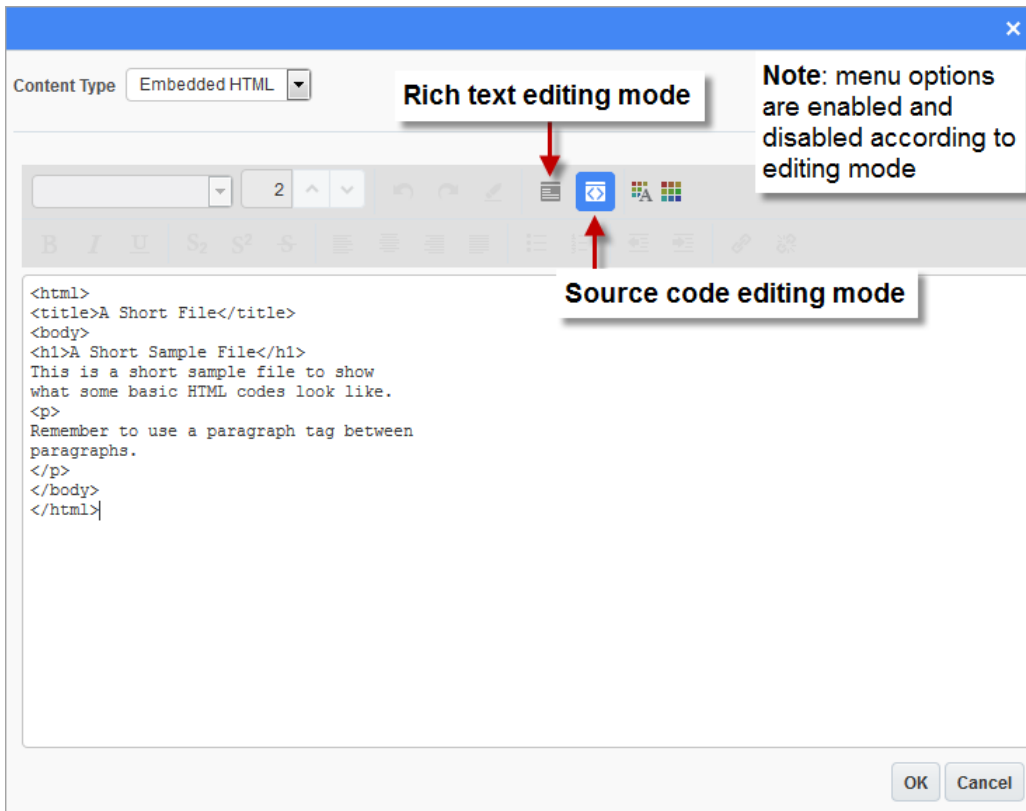 Content Type Embedded HTML
Rich text editing mode
Note: menu options
are enabled and
disabled according to
editing mode
2
A
B I U S2 S2 S
Source code editing mode
<html>
<title>A Short File</title>
<body>
<h1>A Short Sample File</h1>
This is a short sample file to show
what some basic HTML codes look like.
<p>
Remember to use a paragraph tag between
paragraphs.
</p>
</body>
</html>
OK Cancel